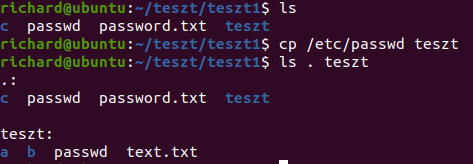 richard@ubuntu:~/teszt/teszt1$ ls
c  passwd  password.txt  teszt
richard@ubuntu:~/teszt/teszt1$ cp /etc/passwd teszt
richard@ubuntu:~/teszt/teszt1$ ls . teszt
.:
c  passwd  password.txt  teszt

teszt:
a  b  passwd  text.txt